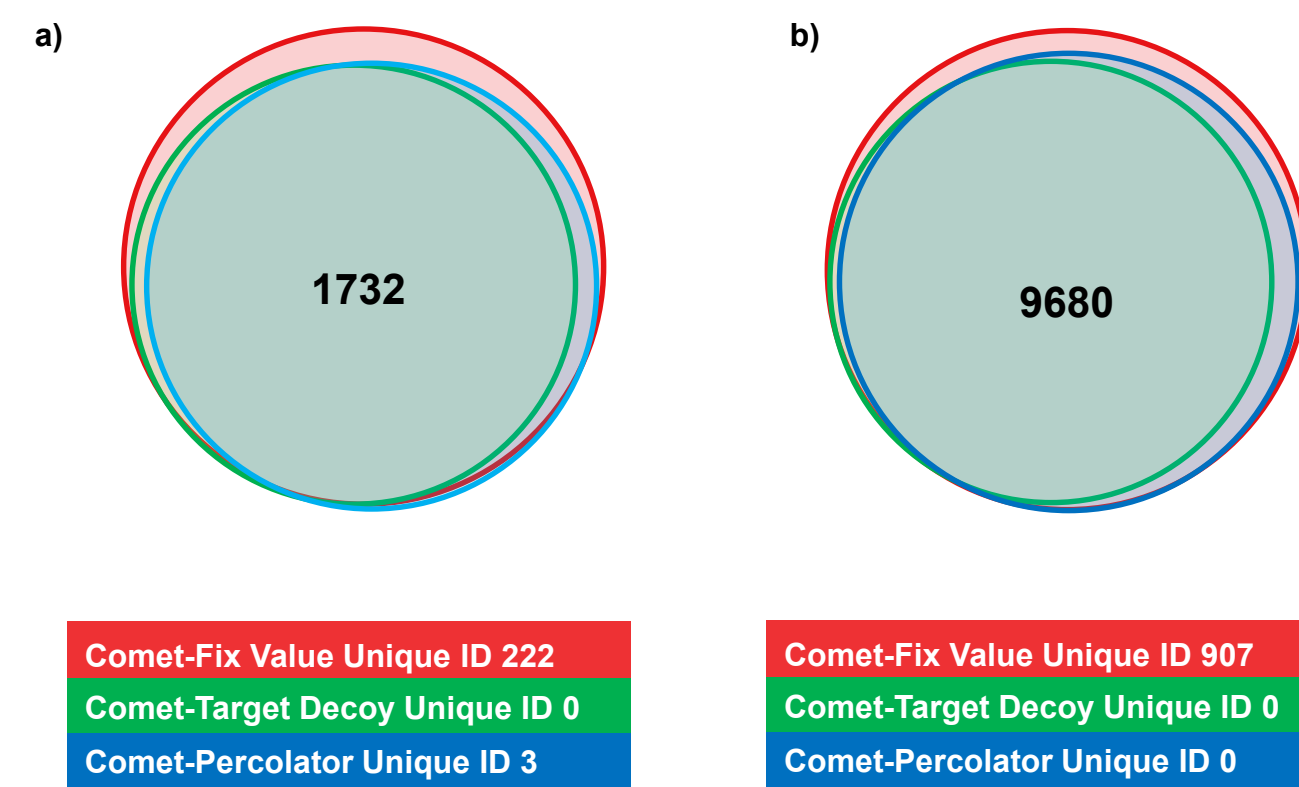 a)
b)
1732
9680
Comet-Fix Value Unique ID 222
Comet-Target Decoy Unique ID 0
Comet-Percolator Unique ID 3
Comet-Fix Value Unique ID 907
Comet-Target Decoy Unique ID 0
Comet-Percolator Unique ID 0